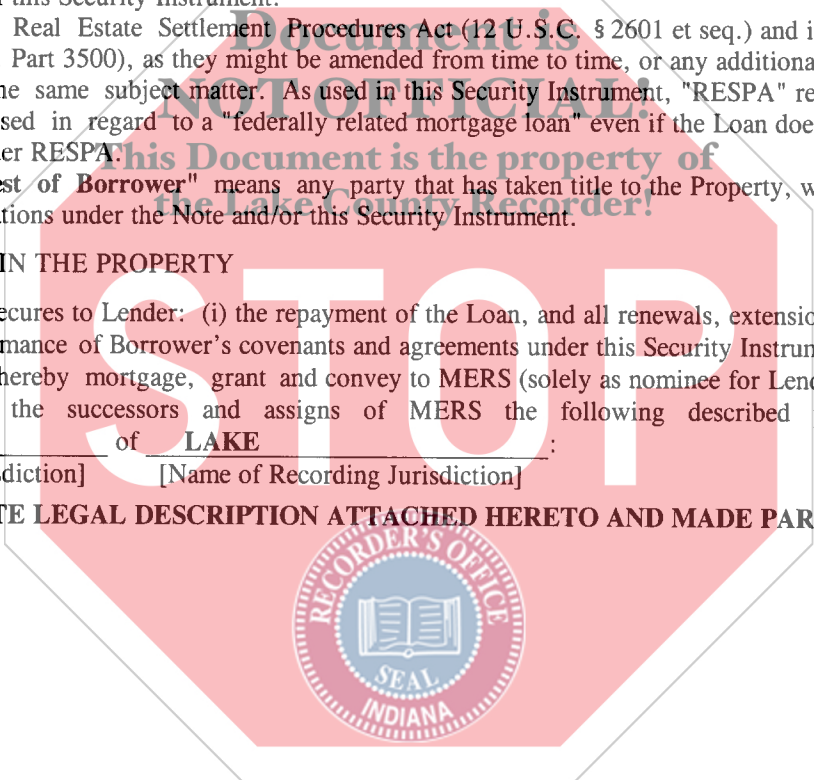 this Security Instrument.
Real Estate Settlement Procedures Act (12 U.S.C. § 2601 et seq.) and i
Part 3500), as they might be amended from time to time, or any additiona
ne same subject matter. As used in this Security Instrument, "RESPA" re
sed in regard to a "federally related mortgage loan" even if the Loan doe
er RESPA.
est of Borrower" means any party that has taken title to the Property, w
tions under the Note and/or this Security Instrument.
Document is
NOT OFFICIAL!
This Document is the property of
the Lake County Recorder!
IN THE PROPERTY
ecures to Lender: (i) the repayment of the Loan, and all renewals, extensio
mance of Borrower's covenants and agreements under this Security Instrum
hereby mortgage, grant and convey to MERS (solely as nominee for Lend
the successors and assigns of MERS the following described
of LAKE :
diction] [Name of Recording Jurisdiction]
TE LEGAL DESCRIPTION ATTACHED HERETO AND MADE PAR
STOP
RECORDER'S OFFICE
SEAL
INDIANA